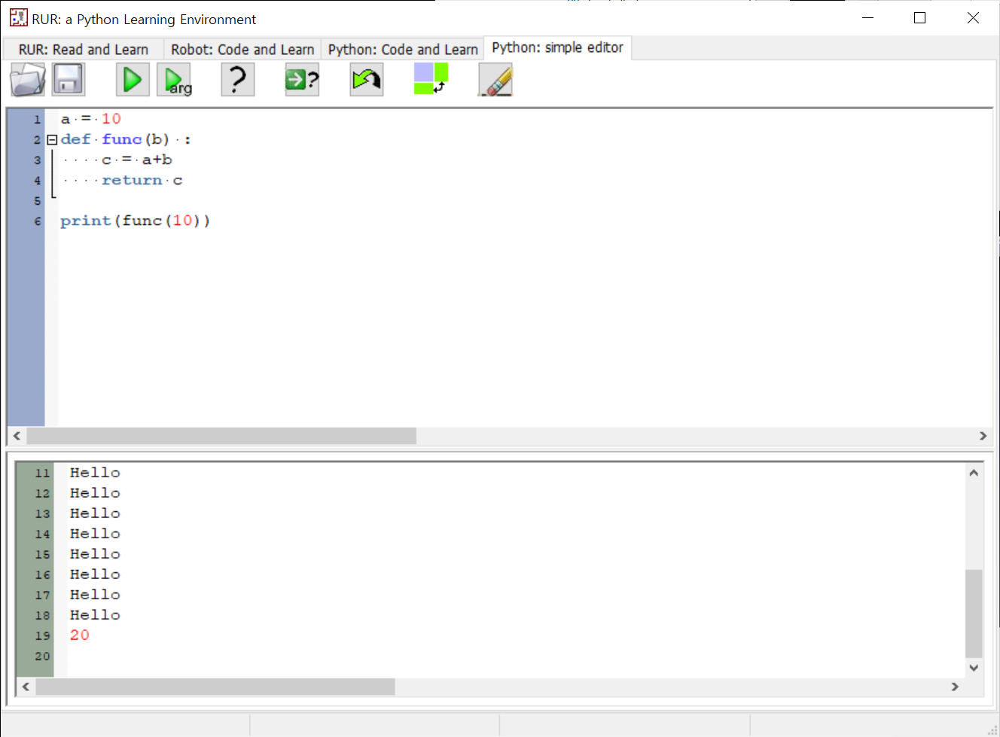 RUR: a Python Learning Environment
RUR: Read and Learn Robot: Code and Learn Python: Code and Learn Python: simple editor
arg ? ?
1 a = 10
2 def func(b) :
3 c = a+b
4 return c
5
6 print(func(10))
11 Hello
12 Hello
13 Hello
14 Hello
15 Hello
16 Hello
17 Hello
18 Hello
19 20
20